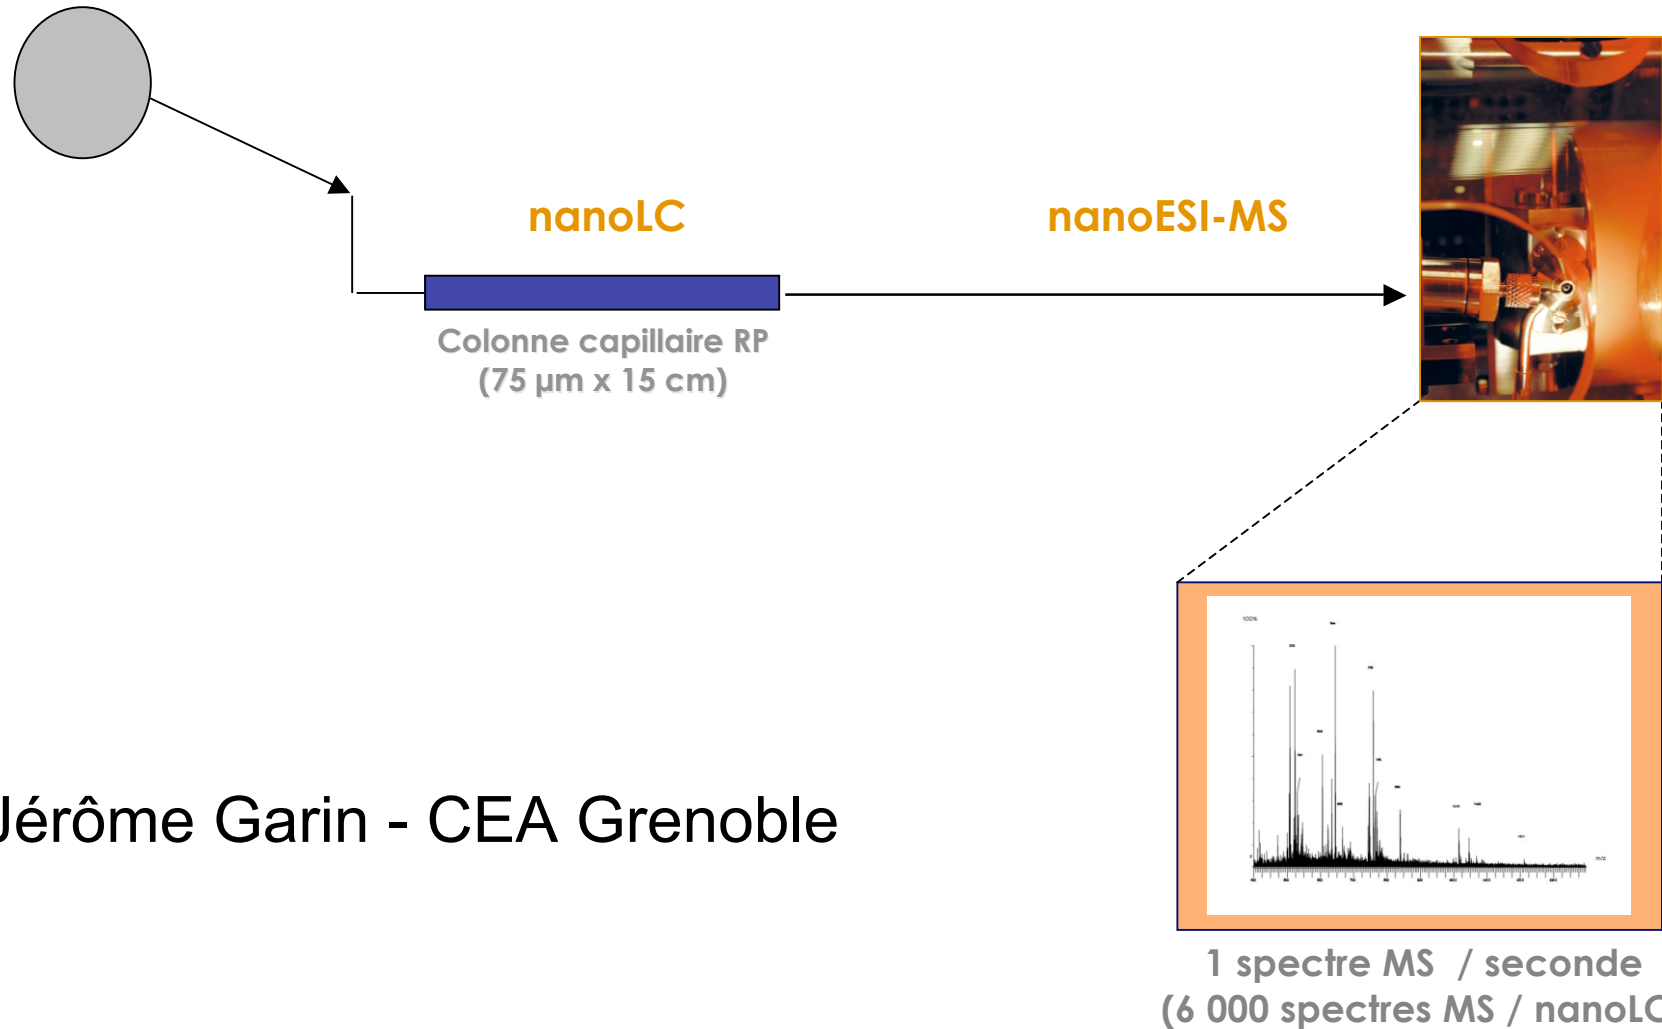 nanoLC
nanoESI-MS
Colonne capillaire RP
(75 µm x 15 cm)
100%
m/z
Jérôme Garin - CEA Grenoble
1 spectre MS / seconde
(6 000 spectres MS / nanoLC